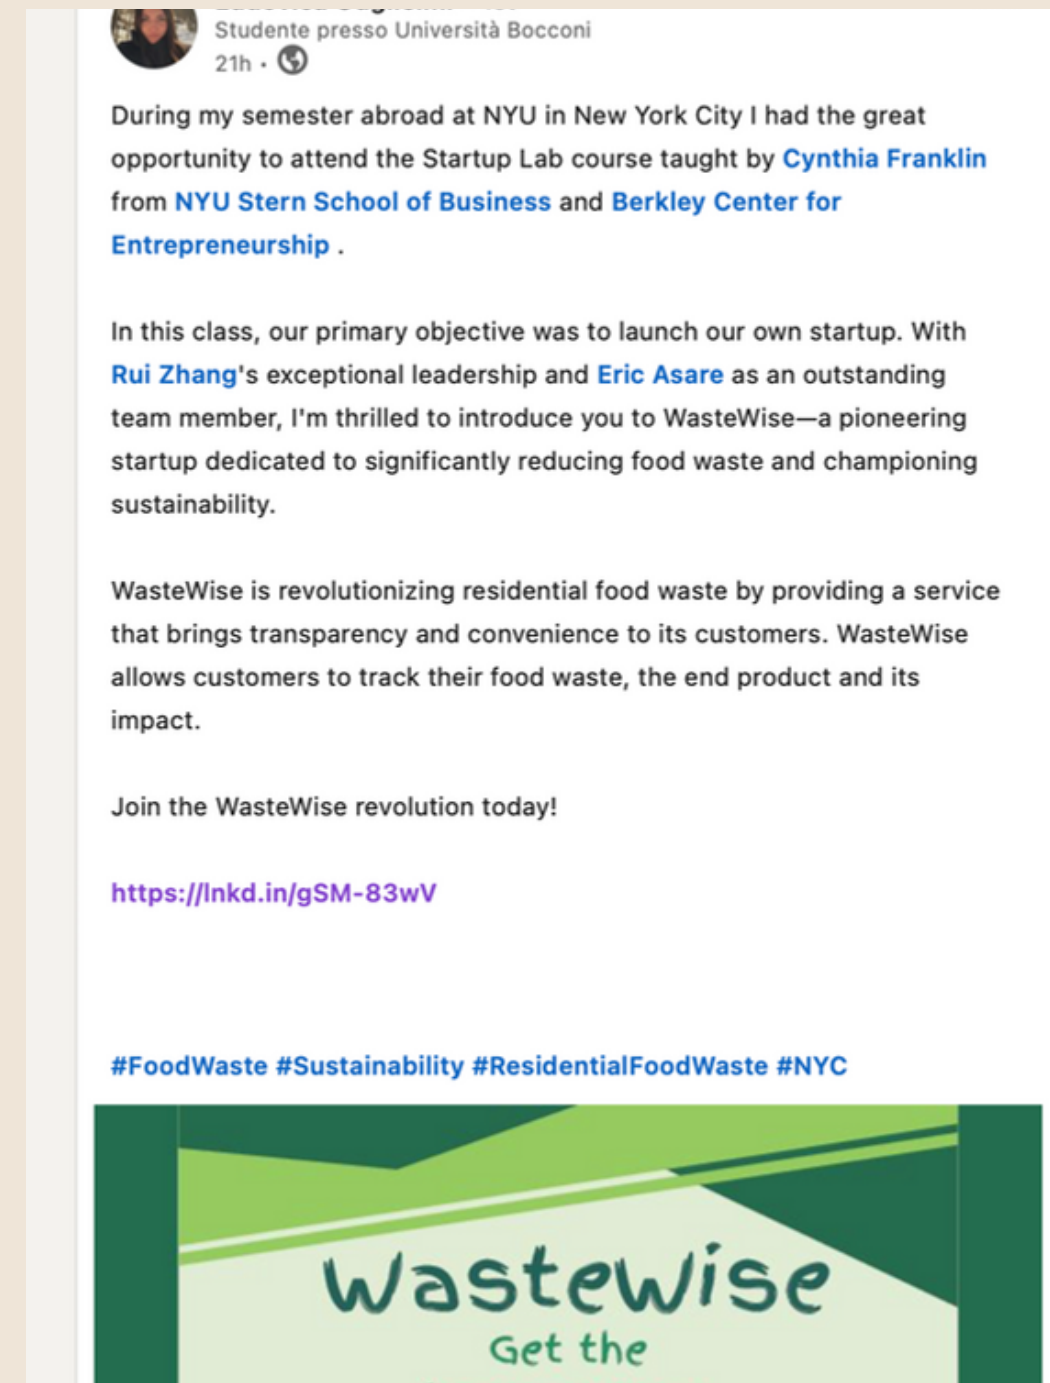 Studente presso Università Bocconi
21h •
During my semester abroad at NYU in New York City I had the great
opportunity to attend the Startup Lab course taught by Cynthia Franklin
from NYU Stern School of Business and Berkley Center for
Entrepreneurship .
In this class, our primary objective was to launch our own startup. With
Rui Zhang's exceptional leadership and Eric Asare as an outstanding
team member, I'm thrilled to introduce you to WasteWise—a pioneering
startup dedicated to significantly reducing food waste and championing
sustainability.
WasteWise is revolutionizing residential food waste by providing a service
that brings transparency and convenience to its customers. WasteWise
allows customers to track their food waste, the end product and its
impact.
Join the WasteWise revolution today!
https://lnkd.in/gSM-83wV
#FoodWaste #Sustainability #ResidentialFoodWaste #NYC
WasteWise
Get the